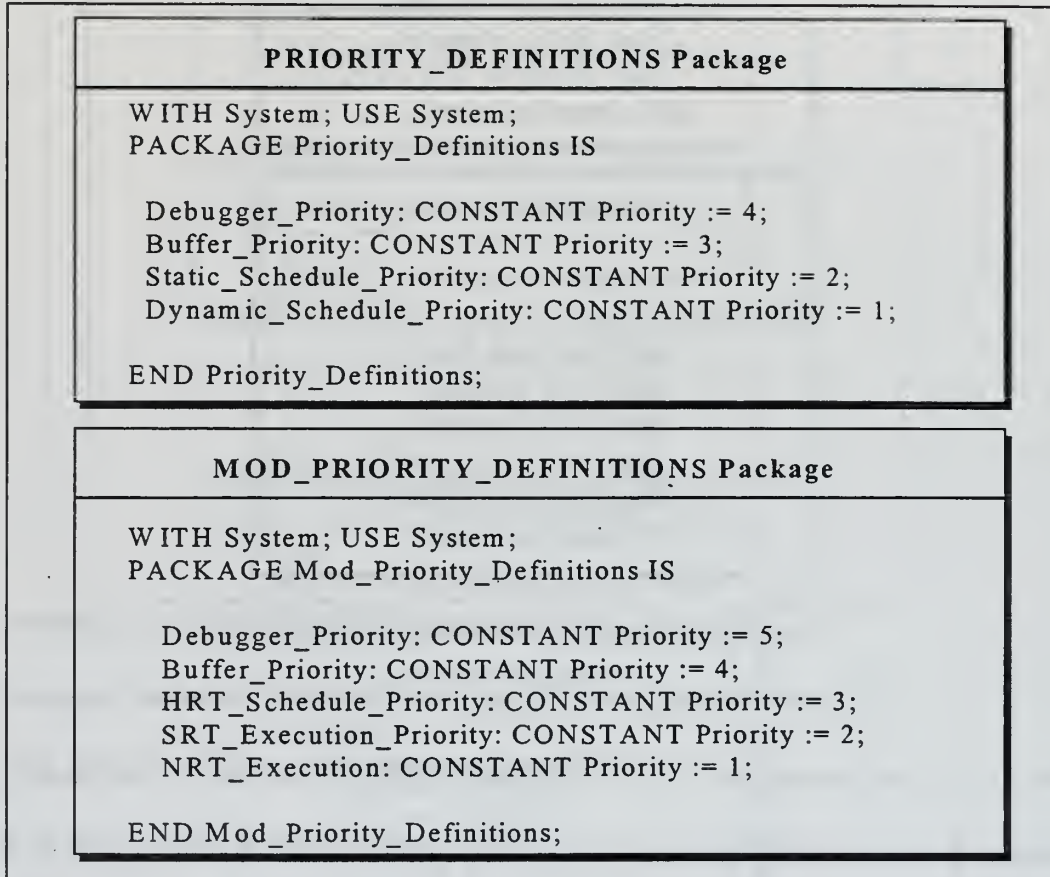 PRIORITY_DEFINITIONS Package
WITH System; USE System;
PACKAGE Priority_Definitions IS
Debugger_Priority: CONSTANT Priority := 4;
Buffer_Priority: CONSTANT Priority := 3;
Static_Schedule_Priority: CONSTANT Priority := 2;
Dynamic_Schedule_Priority: CONSTANT Priority := 1;
END Priority_Definitions;
MOD_PRIORITY_DEFINITIONS Package
WITH System; USE System;
PACKAGE Mod_Priority_Definitions IS
Debugger_Priority: CONSTANT Priority := 5;
Buffer_Priority: CONSTANT Priority := 4;
HRT_Schedule_Priority: CONSTANT Priority := 3;
SRT_Execution_Priority: CONSTANT Priority := 2;
NRT_Execution: CONSTANT Priority := 1;
END Mod_Priority_Definitions;